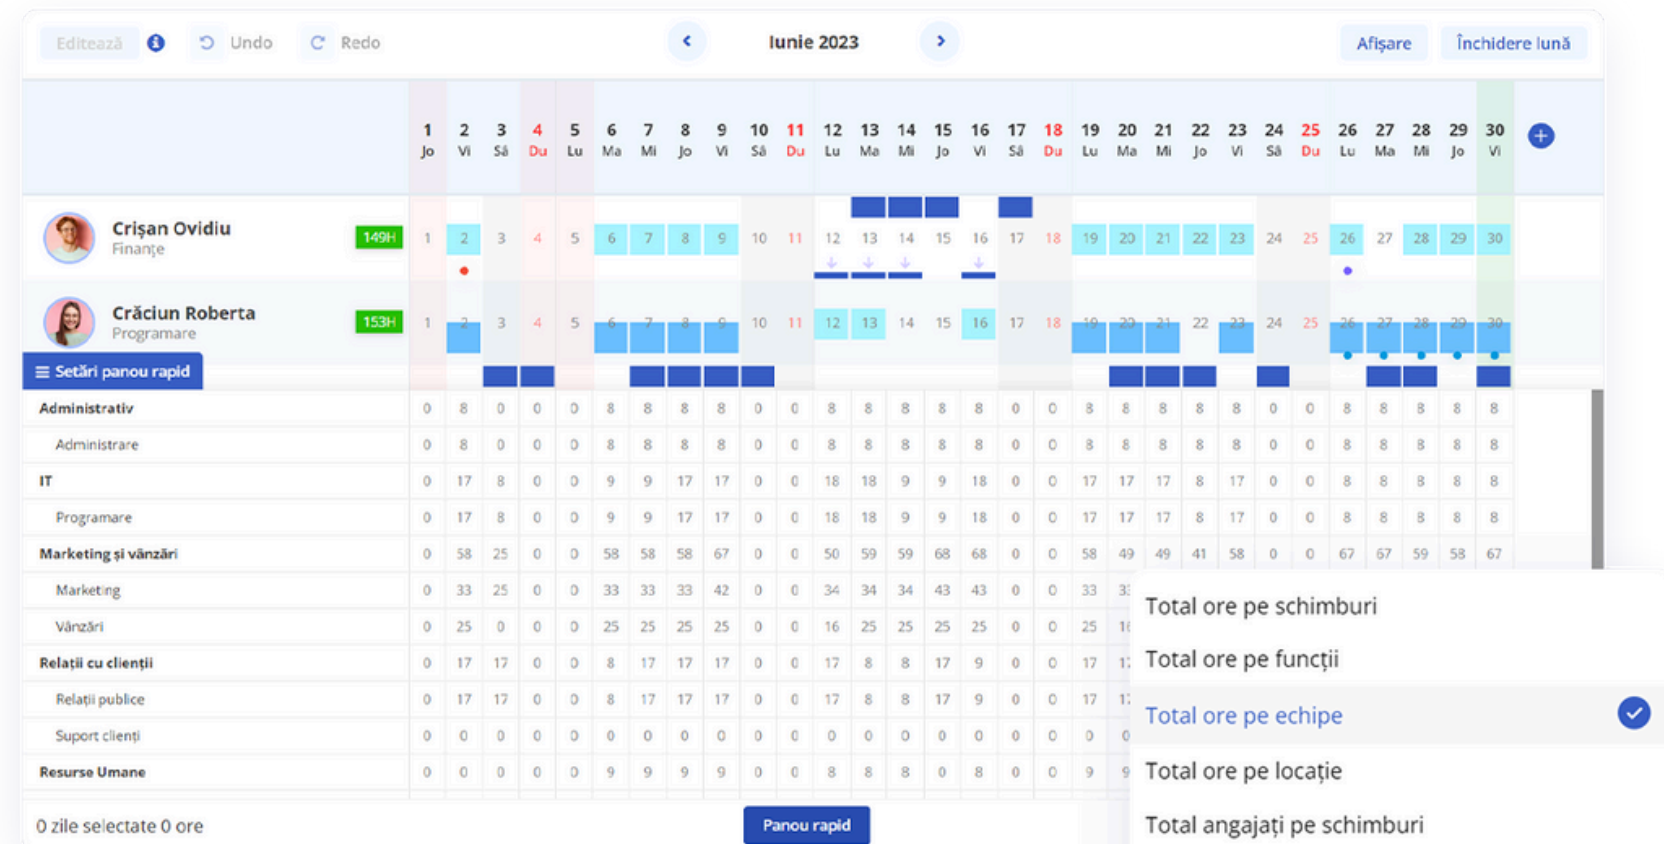 Editează Undo Redo Iunie 2023 Afișare Închidere lună
1 2 3 4 5 6 7 8 9 10 11 12 13 14 15 16 17 18 19 20 21 22 23 24 25 26 27 28 29 30
Jo Vi Sâ Du Lu Ma Mi Jo Vi Sâ Du Lu Ma Mi Jo Vi Sâ Du Lu Ma Mi Jo Vi Sâ Du Lu Ma Mi Jo Vi
Crișan Ovidiu
Finanțe
149H 1 2 3 4 5 6 7 8 9 10 11 12 13 14 15 16 17 18 19 20 21 22 23 24 25 26 27 28 29 30
Crăciun Roberta
Programare
153H 1 2 3 4 5 6 7 8 9 10 11 12 13 14 15 16 17 18 19 20 21 22 23 24 25 26 27 28 29 30
Setări panou rapid
Administrativ 0 8 0 0 0 8 8 8 8 0 0 8 8 8 8 8 0 0 8 8 8 8 8 0 0 8 8 8 8 8
Administrare 0 8 0 0 0 8 8 8 8 0 0 8 8 8 8 8 0 0 8 8 8 8 8 0 0 8 8 8 8 8
IT 0 17 8 0 0 9 9 17 17 0 0 18 18 9 9 18 0 0 17 17 17 8 17 0 0 8 8 8 8 8
Programare 0 17 8 0 0 9 9 17 17 0 0 18 18 9 9 18 0 0 17 17 17 8 17 0 0 8 8 8 8 8
Marketing și vânzări 0 58 25 0 0 58 58 58 67 0 0 50 59 59 68 68 0 0 58 49 49 41 58 0 0 67 67 59 58 67
Marketing 0 33 25 0 0 33 33 33 42 0 0 34 34 34 43 43 0 0 33
Vânzări 0 25 0 0 0 25 25 25 25 0 0 16 25 25 25 25 0 0 25
Relații cu clienții 0 17 17 0 0 8 17 17 17 0 0 17 8 8 17 9 0 0 17
Relații publice 0 17 17 0 0 8 17 17 17 0 0 17 8 8 17 9 0 0 17
Suport clienți 0 0 0 0 0 0 0 0 0 0 0 0 0 0 0 0 0 0 0
Resurse Umane 0 0 0 0 0 9 9 9 9 0 0 8 8 8 0 8 0 0 9 9
0 zile selectate 0 ore
Panou rapid
Total ore pe schimburi
Total ore pe funcții
Total ore pe echipe
Total ore pe locație
Total angajați pe schimburi